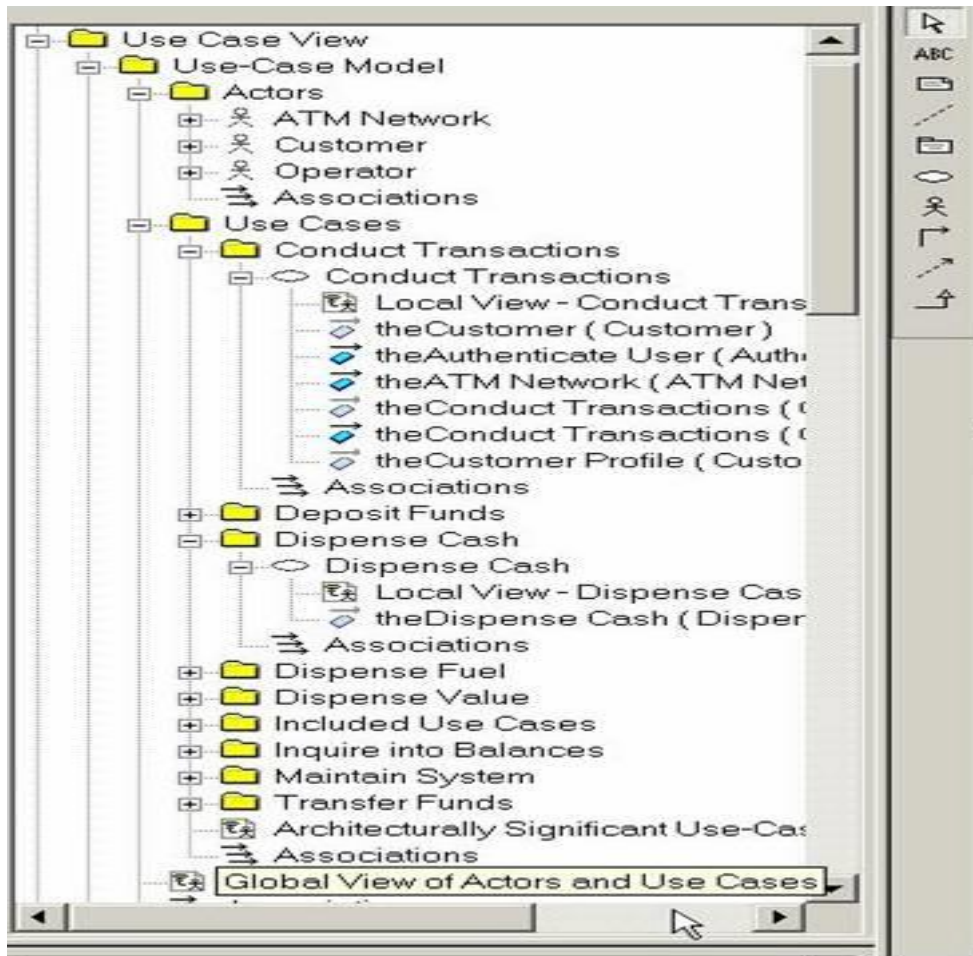 Use Case View
Use-Case Model
Actors
ATM Network
Customer
Operator
Associations
Use Cases
Conduct Transactions
Conduct Transactions
Local View - Conduct Trans
theCustomer ( Customer )
theAuthenticate User ( Authe
theATM Network ( ATM Net
theConduct Transactions (
theConduct Transactions (
theCustomer Profile ( Custo
Associations
Deposit Funds
Dispense Cash
Dispense Cash
Local View - Dispense Cas
theDispense Cash ( Dispen
Associations
Dispense Fuel
Dispense Value
Included Use Cases
Inquire into Balances
Maintain System
Transfer Funds
Architecturally Significant Use-Cas
Associations
Global View of Actors and Use Cases
ABC